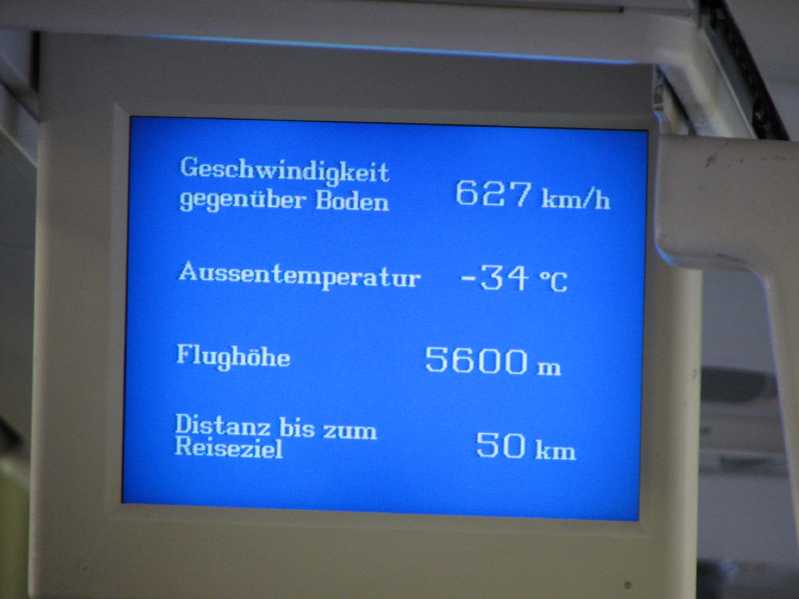 Geschwindigkeit
gegenüber Boden 627 km/h
Aussentemperatur -34 °C
Flughöhe 5600 m
Distanz bis zum
Reiseziel 50 km